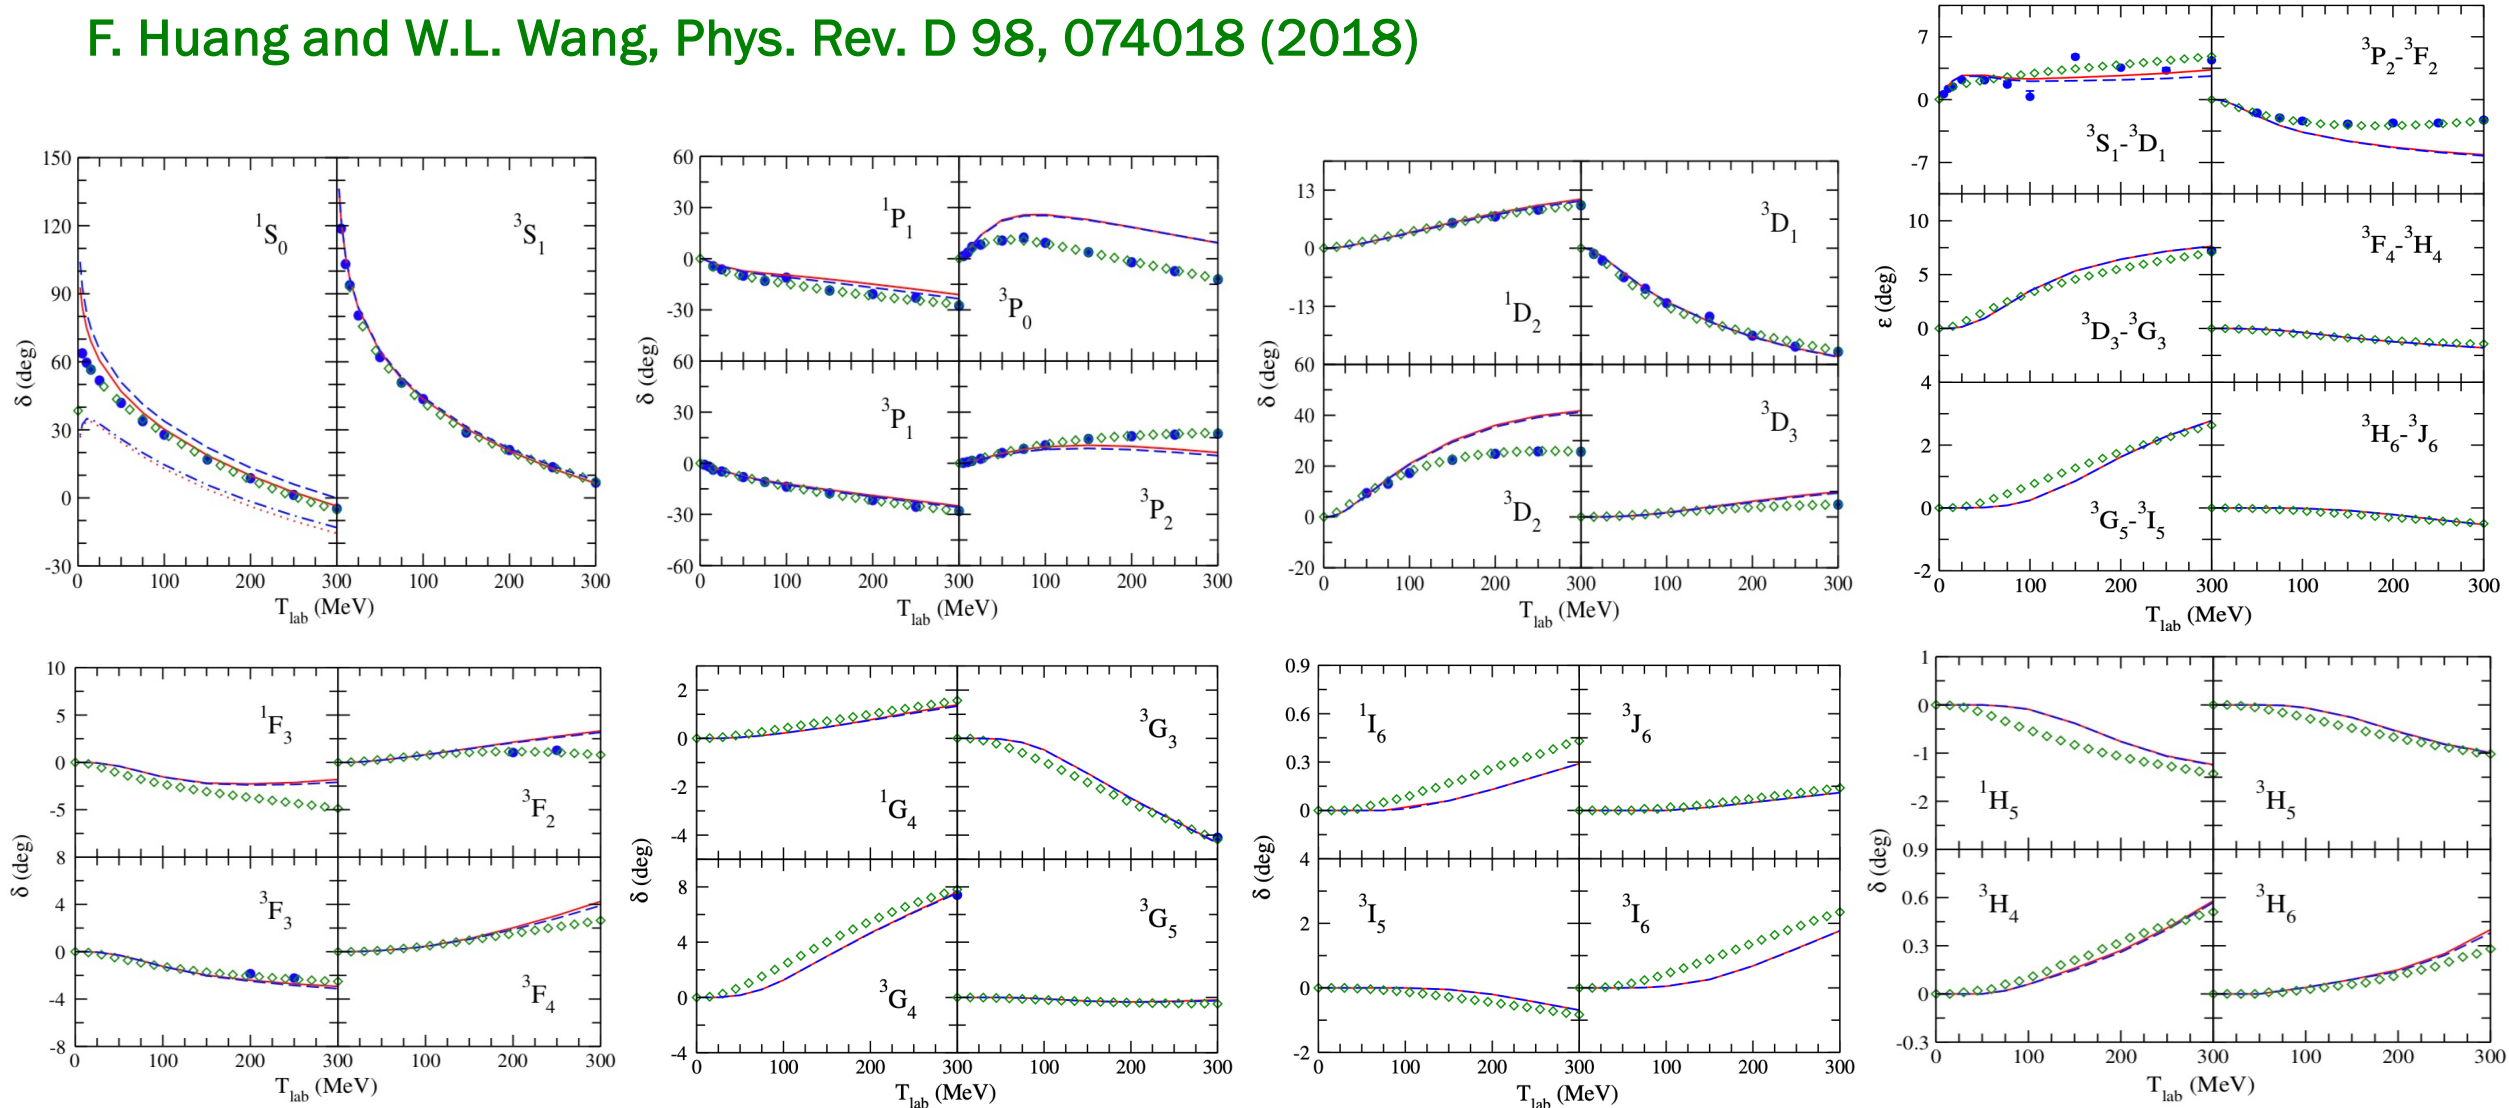 F. Huang and W.L. Wang, Phys. Rev. D 98, 074018 (2018)
150
120
90
60
30
0
-30
δ (deg)
¹S₀
³S₁
0
100
200
300
100
200
300
T_lab (MeV)
60
30
0
-30
60
30
0
-30
-60
δ (deg)
¹P₁
³P₀
³P₁
³P₂
0
100
200
300
100
200
300
T_lab (MeV)
13
0
-13
60
40
20
0
-20
δ (deg)
³D₁
¹D₂
³D₃
³D₂
0
100
200
300
100
200
300
T_lab (MeV)
7
0
-7
10
5
0
4
2
0
-2
ε (deg)
³P₂-³F₂
³S₁-³D₁
³F₄-³H₄
³D₃-³G₃
³H₆-³J₆
³G₅-³I₅
0
100
200
300
100
200
300
T_lab (MeV)
10
5
0
-5
8
4
0
-4
-8
δ (deg)
¹F₃
³F₂
³F₃
³F₄
0
100
200
300
100
200
300
T_lab (MeV)
2
0
-2
-4
8
4
0
-4
δ (deg)
³G₃
¹G₄
³G₅
³G₄
0
100
200
300
100
200
300
T_lab (MeV)
0.9
0.6
0.3
0
4
2
0
-2
δ (deg)
¹I₆
³J₆
³I₅
³I₆
0
100
200
300
100
200
300
T_lab (MeV)
1
0
-1
-2
0.9
0.6
0.3
0
-0.3
δ (deg)
¹H₅
³H₅
³H₄
³H₆
0
100
200
300
100
200
300
T_lab (MeV)